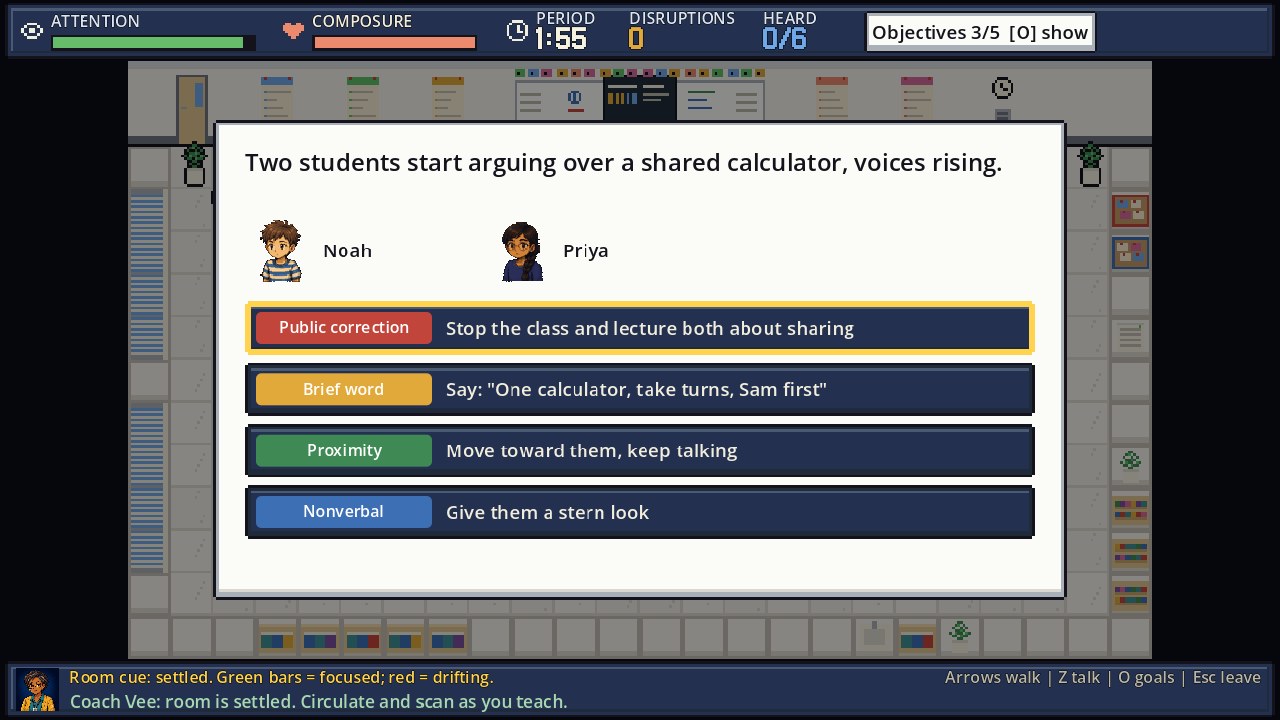 ATTENTION
COMPOSURE
PERIOD
1:55
DISRUPTIONS
0
HEARD
0/6
Objectives 3/5 [O] show
Two students start arguing over a shared calculator, voices rising.
Noah
Priya
Public correction
Stop the class and lecture both about sharing
Brief word
Say: "One calculator, take turns, Sam first"
Proximity
Move toward them, keep talking
Nonverbal
Give them a stern look
Room cue: settled. Green bars = focused; red = drifting.
Coach Vee: room is settled. Circulate and scan as you teach.
Arrows walk | Z talk | O goals | Esc leave